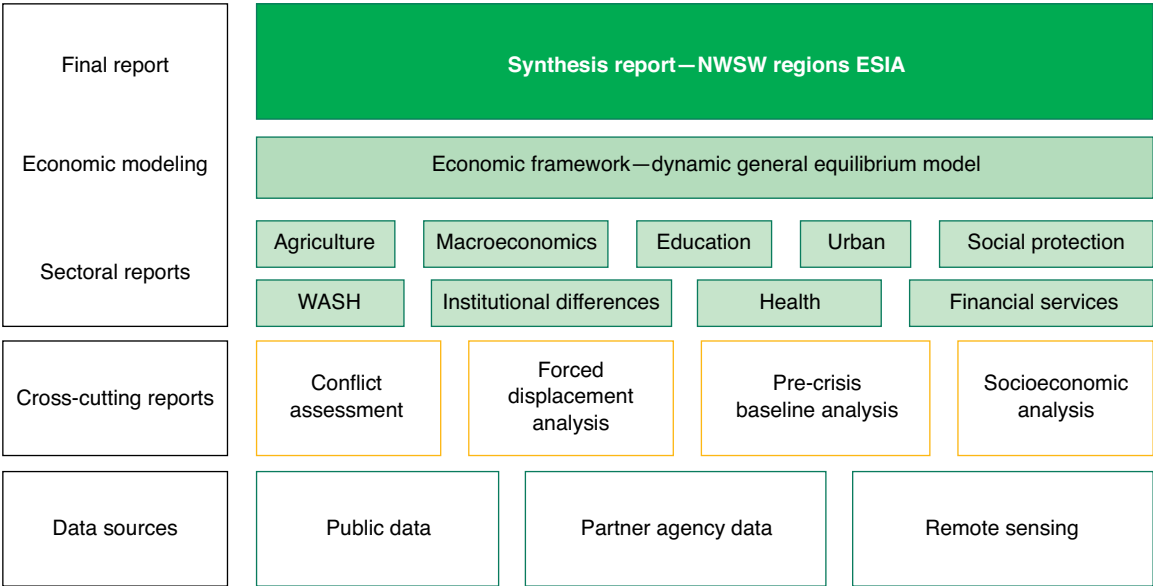 Final report
Synthesis report—NWSW regions ESIA
Economic modeling
Economic framework—dynamic general equilibrium model
Sectoral reports
Agriculture
Macroeconomics
Education
Urban
Social protection
WASH
Institutional differences
Health
Financial services
Cross-cutting reports
Conflict
assessment
Forced
displacement
analysis
Pre-crisis
baseline analysis
Socioeconomic
analysis
Data sources
Public data
Partner agency data
Remote sensing